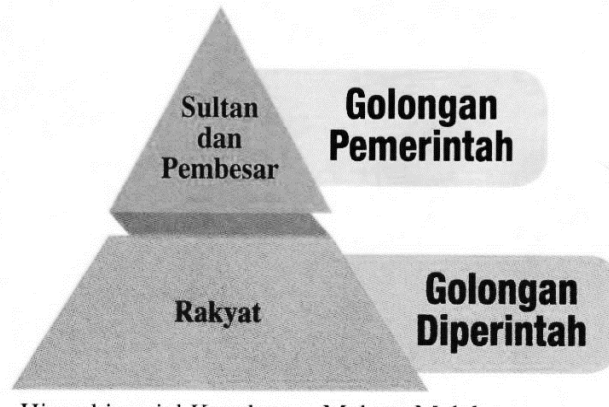 Sultan
dan
Pembesar
Golongan
Pemerintah
Rakyat
Golongan
Diperintah